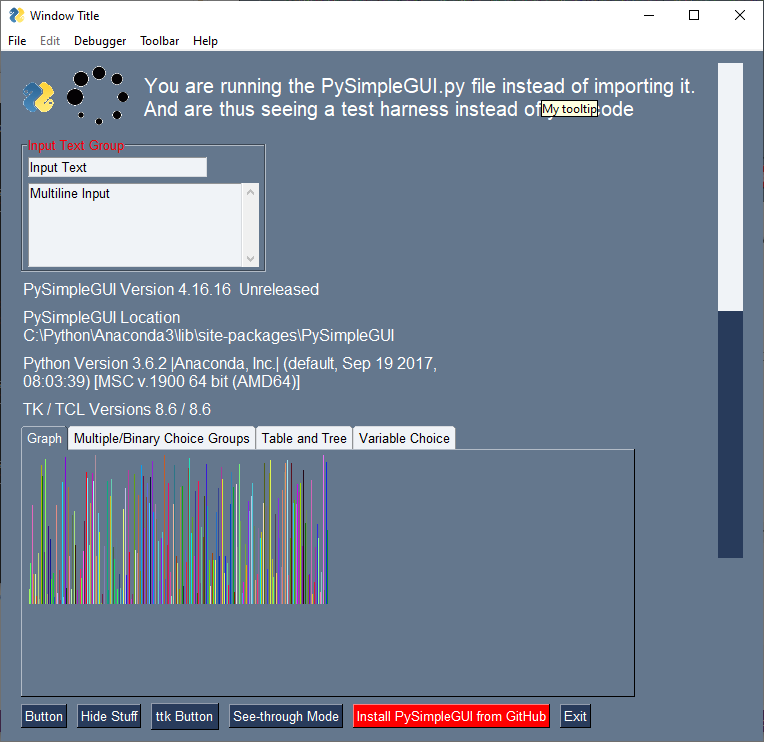 Window Title
File Edit Debugger Toolbar Help
You are running the PySimpleGUI.py file instead of importing it.
And are thus seeing a test harness instead of ode
My tooltip
Input Text Group
Input Text
Multiline Input
PySimpleGUI Version 4.16.16  Unreleased
PySimpleGUI Location
C:\Python\Anaconda3\lib\site-packages\PySimpleGUI
Python Version 3.6.2 |Anaconda, Inc.| (default, Sep 19 2017,
08:03:39) [MSC v.1900 64 bit (AMD64)]
TK / TCL Versions 8.6 / 8.6
Graph Multiple/Binary Choice Groups Table and Tree Variable Choice
Button Hide Stuff ttk Button See-through Mode Install PySimpleGUI from GitHub Exit